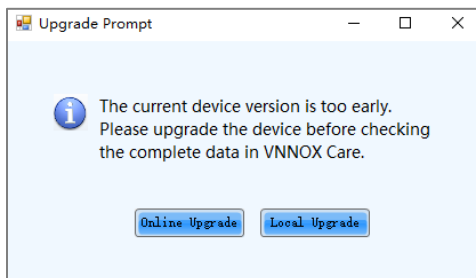 Upgrade Prompt
The current device version is too early.
Please upgrade the device before checking
the complete data in VNNOX Care.
Online Upgrade Local Upgrade